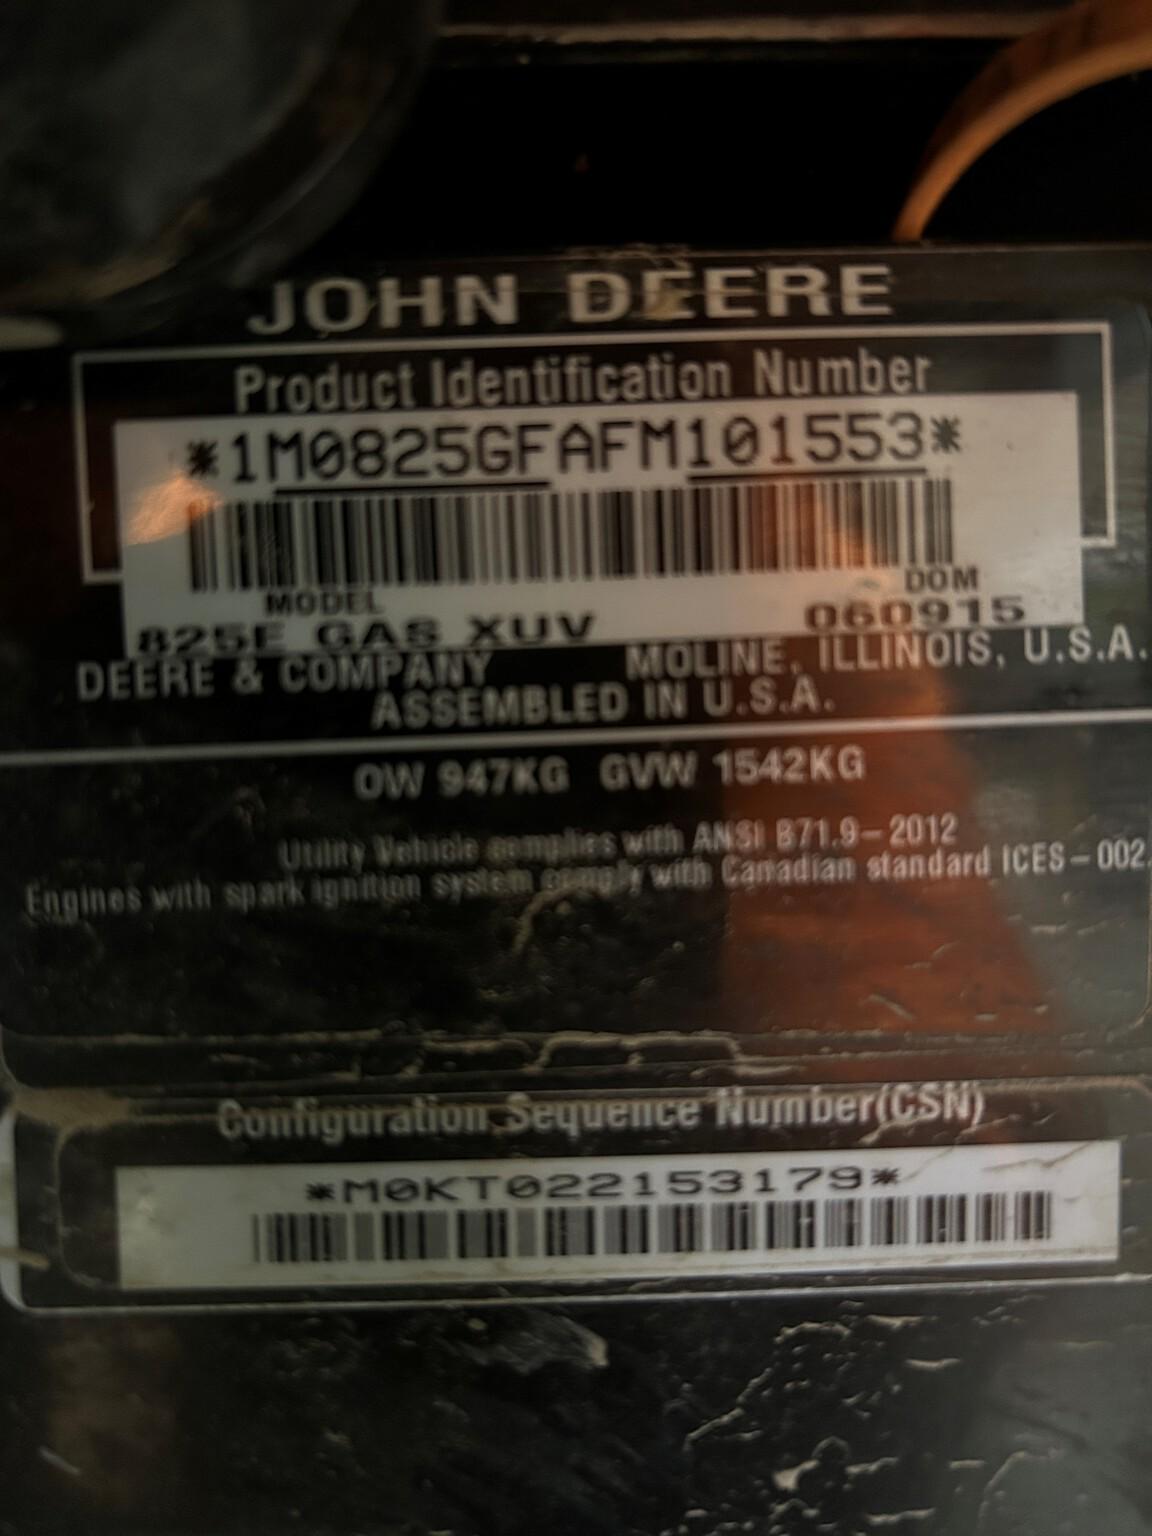 JOHN DEERE
Product Identification Number
*1M0825GFAFM101553*
MODEL DOM
825E GAS XUV 060915
DEERE & COMPANY MOLINE, ILLINOIS, U.S.A.
ASSEMBLED IN U.S.A.
OW 947KG GVW 1542KG
Utility Vehicle complies with ANSI B71.9-2012
Engines with spark ignition system comply with Canadian standard ICES-002.
Configuration Sequence Number(CSN)
*M0KT022153179*